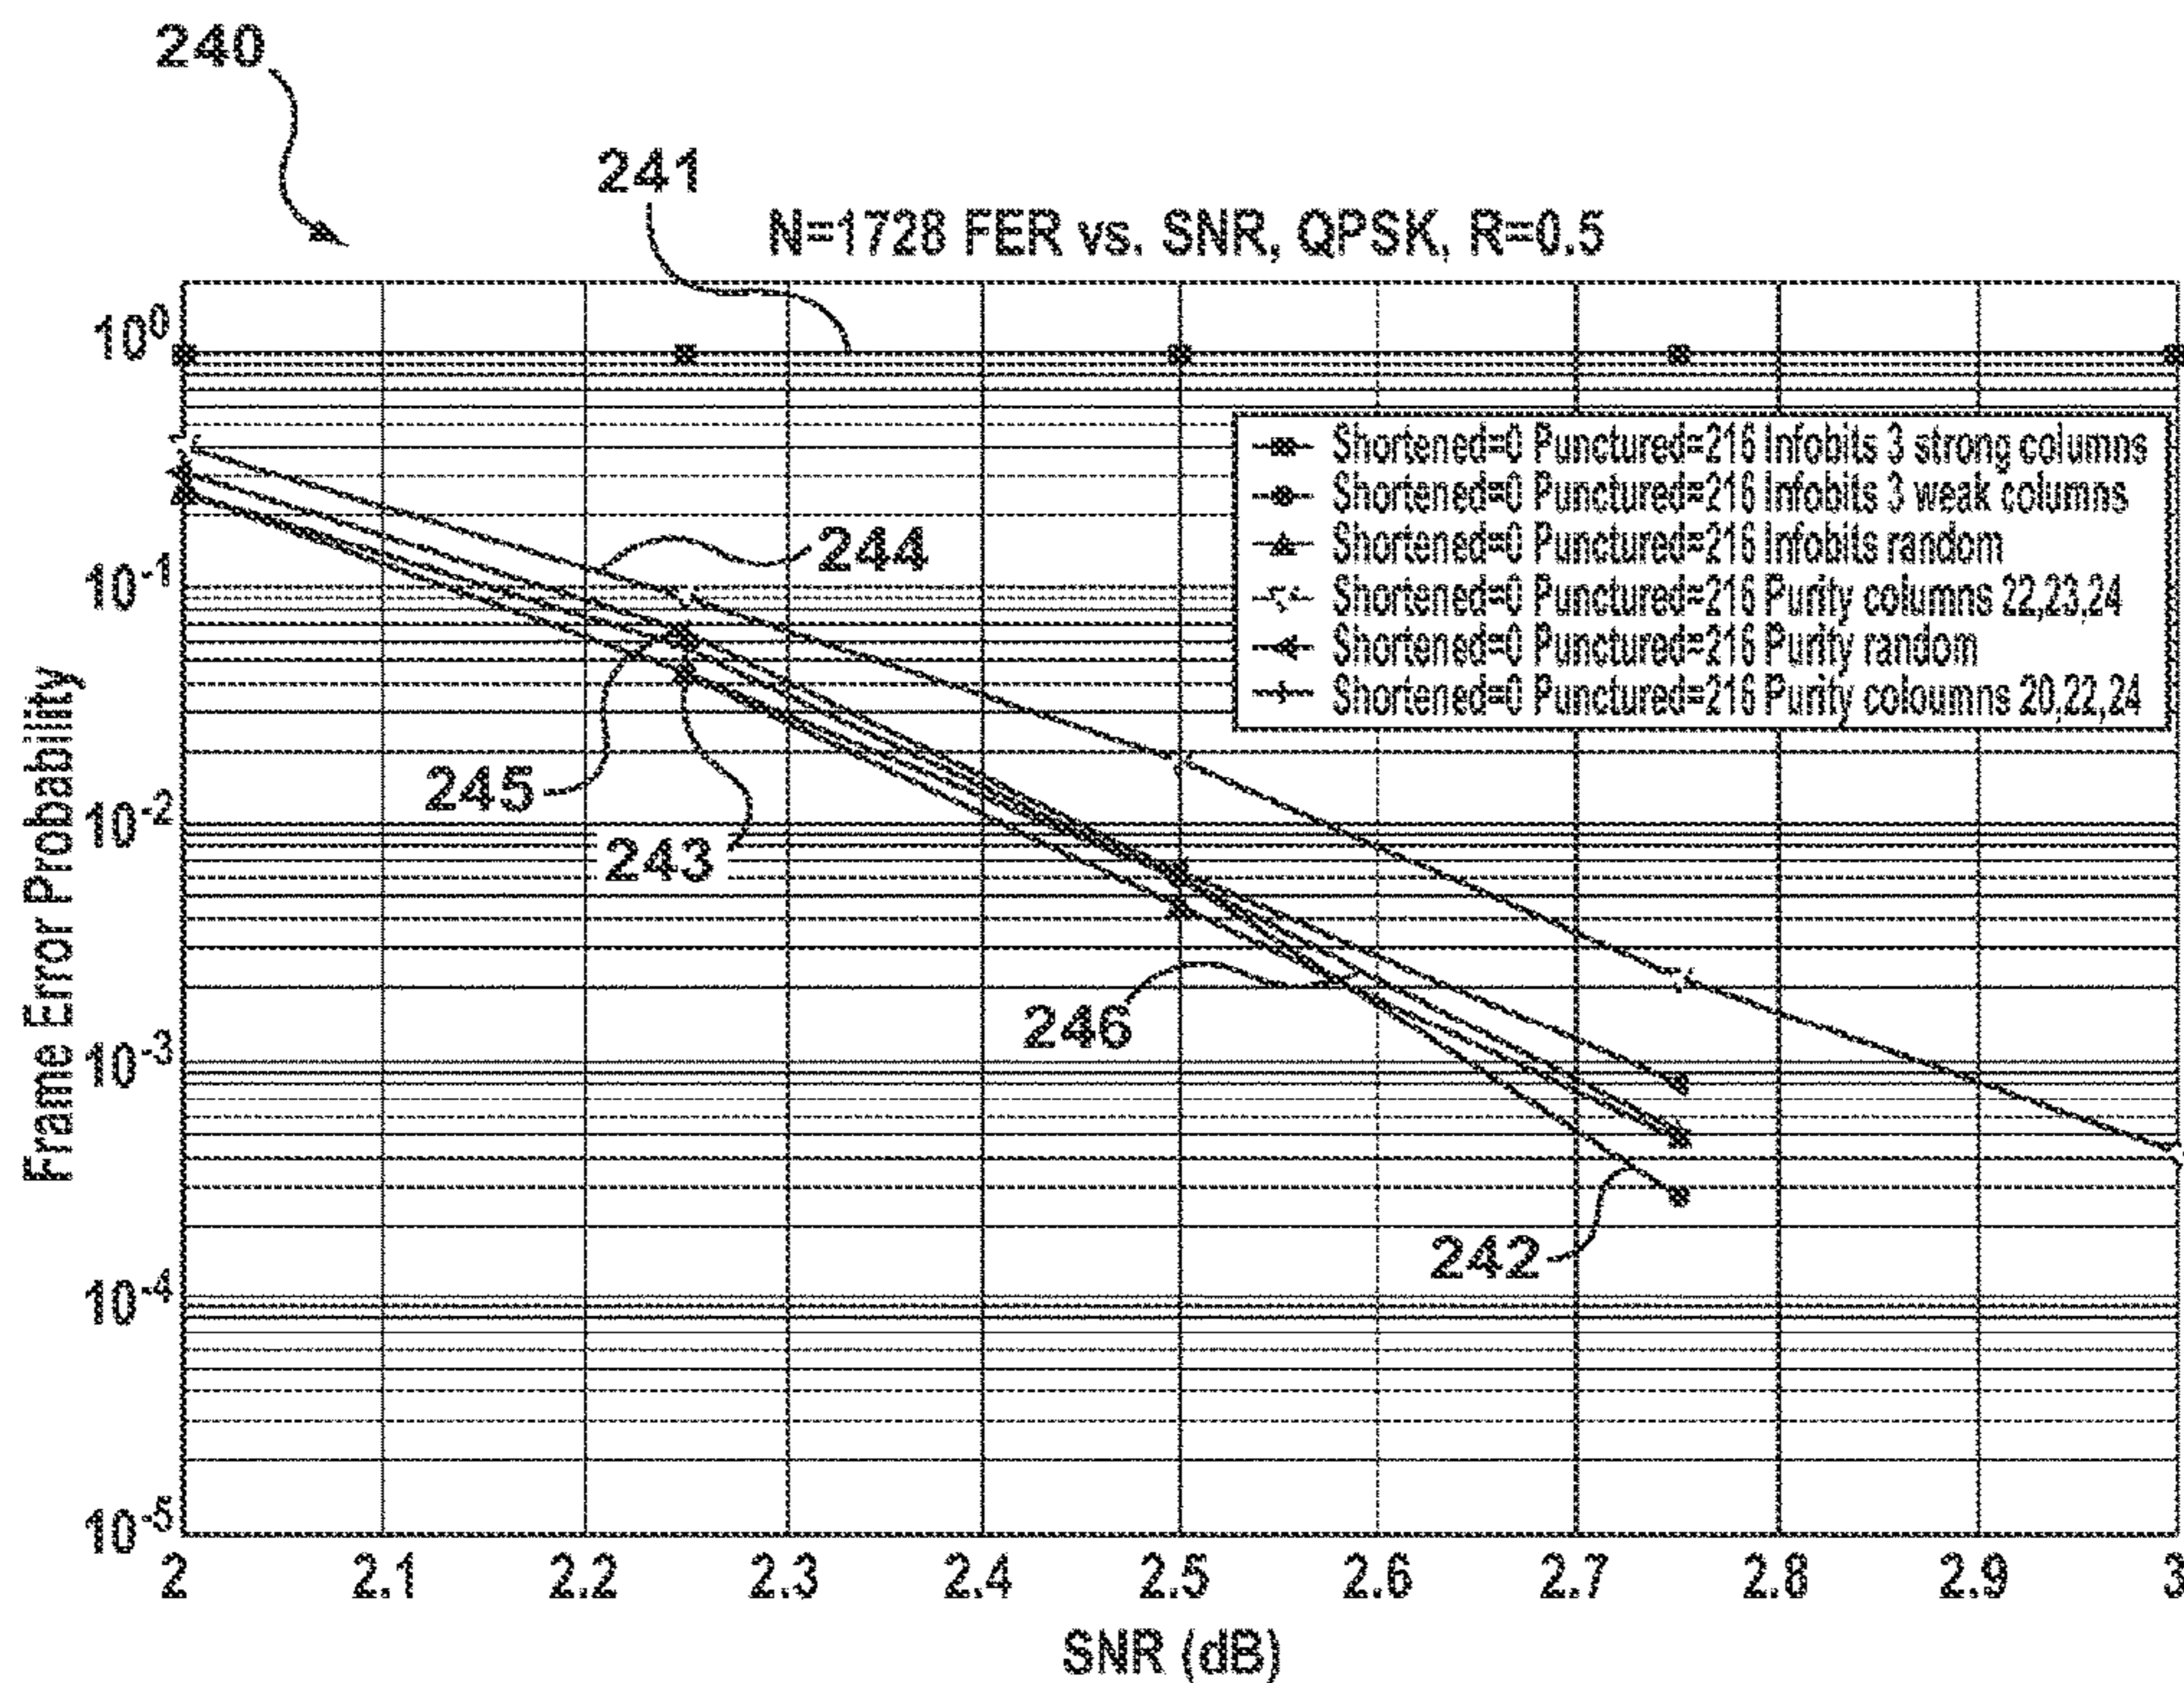 240
241
N=1728 FER vs. SNR, QPSK, R=0.5
10⁰
10⁻¹
10⁻²
10⁻³
10⁻⁴
10⁻⁵
Frame Error Probability
Shortened=0 Punctured=216 Infobits 3 strong columns
Shortened=0 Punctured=216 Infobits 3 weak columns
Shortened=0 Punctured=216 Infobits random
Shortened=0 Punctured=216 Purity columns 22,23,24
Shortened=0 Punctured=216 Purity random
Shortened=0 Punctured=216 Purity coloumns 20,22,24
244
245
243
246
242
2 2.1 2.2 2.3 2.4 2.5 2.6 2.7 2.8 2.9 3
SNR (dB)